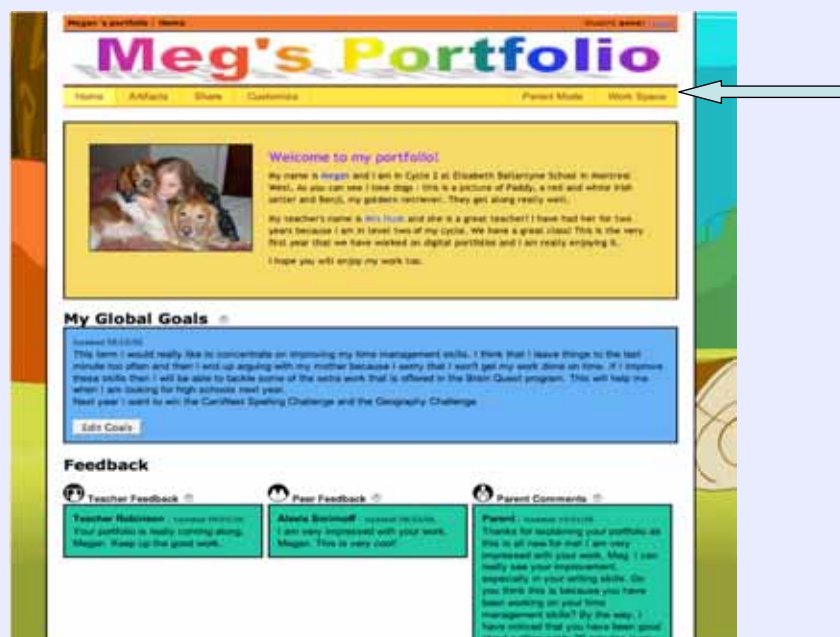 Megan 's portfolio : Home
Meg's Portfolio
Home Artifacts Share Customize Parent Mode Work Space
Welcome to my portfolio!
My name is Megan and I am in Cycle 2 at Elizabeth Ballantyne School in Montreal
West. As you can see I love dogs - this is a picture of Paddy, a red and white Irish
setter and Benji, my goldern retriever. They get along really well.
My teacher's name is and she is a great teacher! I have had her for two
years because I am in level two of my cycle. We have a great class! This is the very
first year that we have worked on digital portfolios and I am really enjoying it.
I hope you will enjoy my work too.
My Global Goals
This term I would really like to concentrate on improving my time management skills. I think that I leave things to the last
minute too often and then I end up arguing with my mother because I worry that I won't get my work done on time. If I improve
these skills then I will be able to tackle some of the extra work that is offered in the Brain Quest program. This will help me
when I am looking for high schools next year.
Next year I want to win the CanWest Spelling Challenge and the Geography Challenge
Edit Goals
Feedback
Teacher Feedback Peer Feedback Parent Comments
Teacher Robinson
Your portfolio is really coming along,
Megan. Keep up the good work.
Alexis
I am very impressed with your work,
Megan. This is very cool!
Parent
Thanks for explaining your portfolio as
this is all new for me! I am very
impressed with your work, Meg. I can
really see your improvement,
especially in your writing skills. Do
you think this is because you have
been working on your time
management skills? By the way, I
have noticed that you have been good